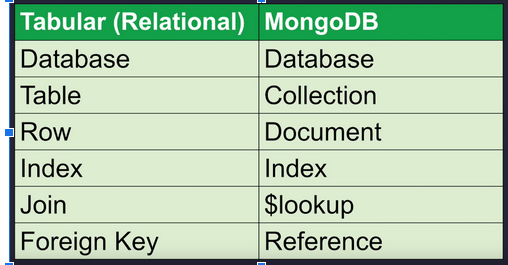 Tabular (Relational) MongoDB
Database Database
Table Collection
Row Document
Index Index
Join $lookup
Foreign Key Reference